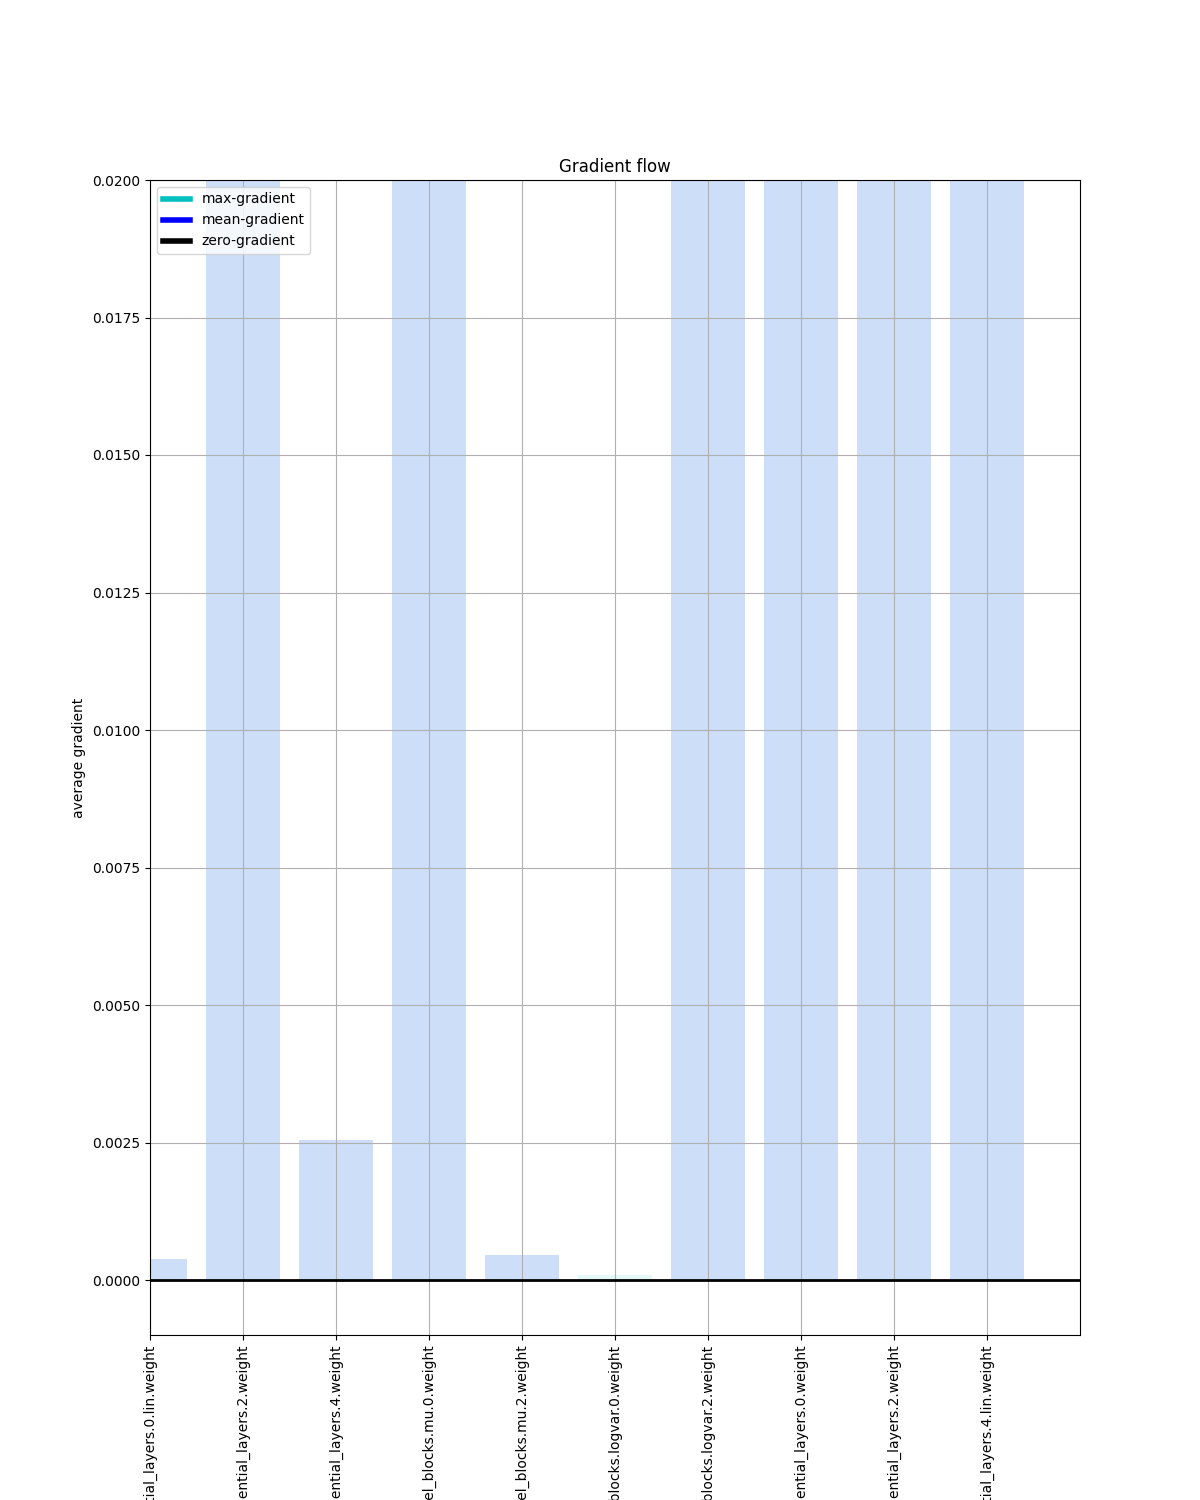 Gradient flow
max-gradient
mean-gradient
zero-gradient
0.0200
0.0175
0.0150
0.0125
0.0100
0.0075
0.0050
0.0025
0.0000
average gradient
tial_layers.0.lin.weight
ential_layers.2.weight
ential_layers.4.weight
el_blocks.mu.0.weight
el_blocks.mu.2.weight
blocks.logvar.0.weight
blocks.logvar.2.weight
ential_layers.0.weight
ential_layers.2.weight
tial_layers.4.lin.weight